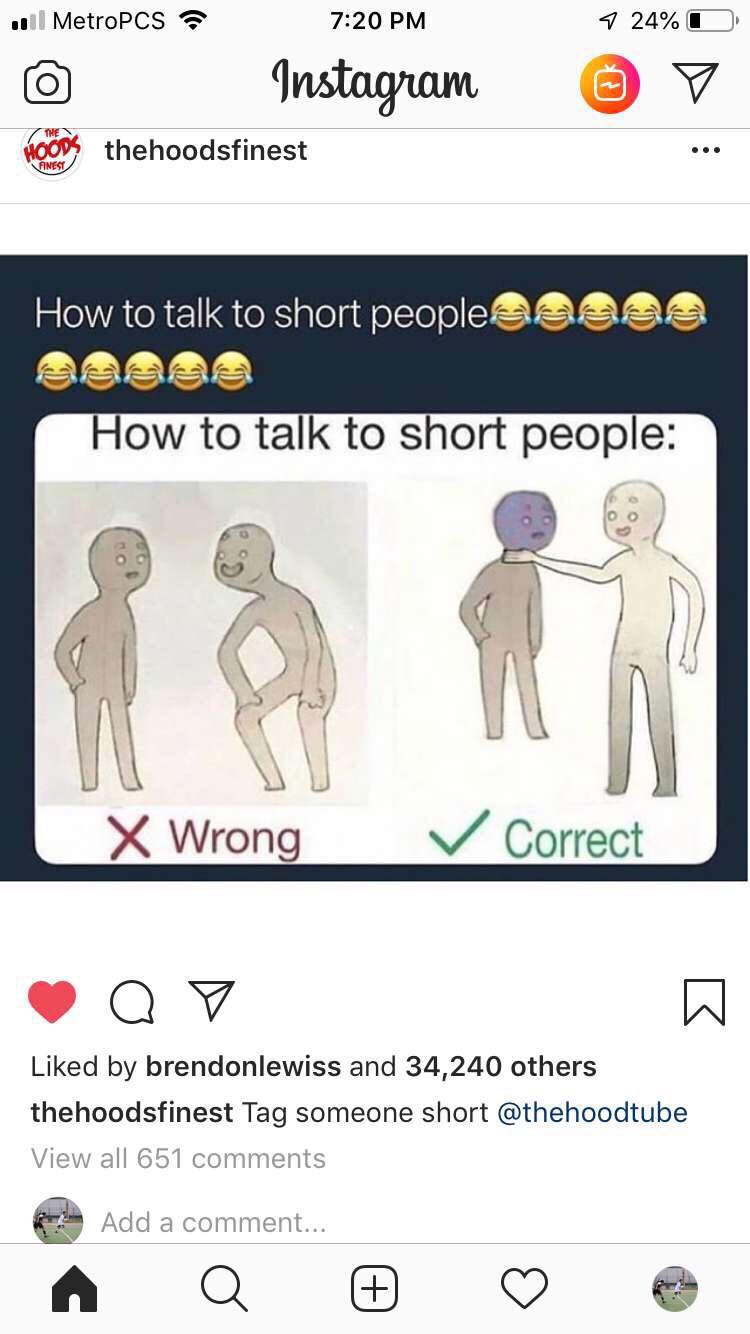 MetroPCS 7:20 PM 24%
Instagram
THE
HOODS
FINEST
thehoodsfinest
How to talk to short people😂😂😂😂😂
😂😂😂😂😂
How to talk to short people:
Wrong Correct
Liked by brendonlewiss and 34,240 others
thehoodsfinest Tag someone short @thehoodtube
View all 651 comments
Add a comment...